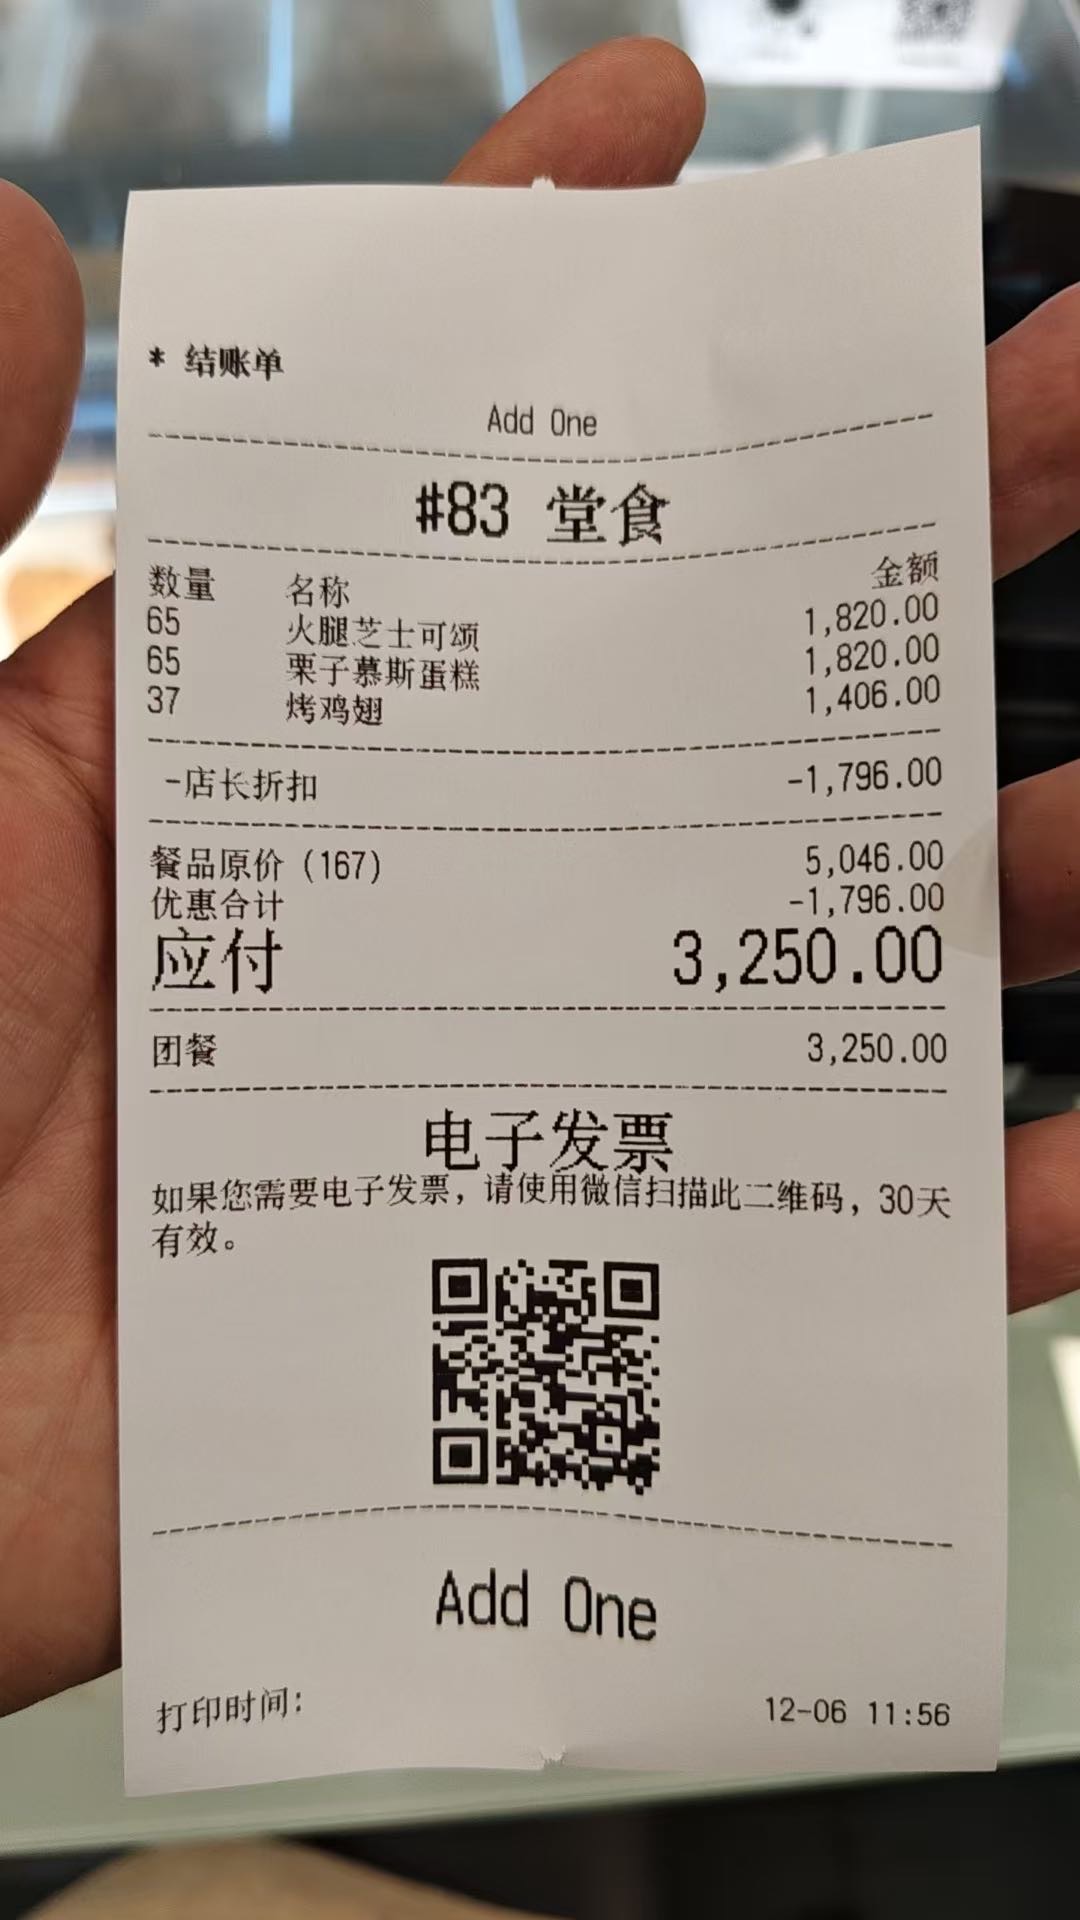 * 结账单
Add One
#83 堂食
数量 名称 金额
65 火腿芝士可颂 1,820.00
65 栗子慕斯蛋糕 1,820.00
37 烤鸡翅 1,406.00
-店长折扣 -1,796.00
餐品原价 (167) 5,046.00
优惠合计 -1,796.00
应付 3,250.00
团餐 3,250.00
电子发票
如果您需要电子发票，请使用微信扫描此二维码，30天
有效。
Add One
打印时间: 12-06 11:56